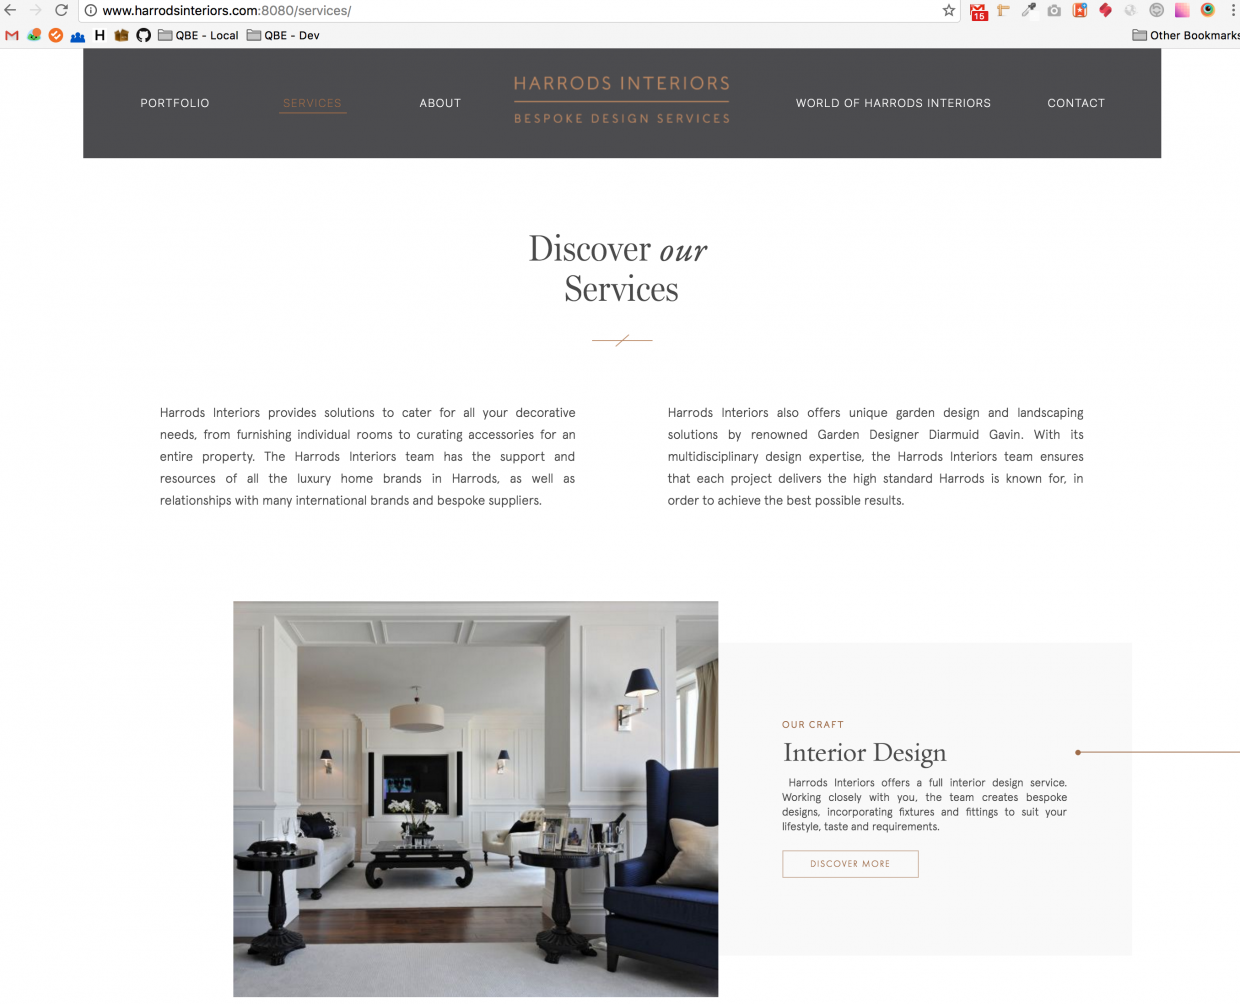 www.harrodsinteriors.com:8080/services/
15
H
QBE - Local
QBE - Dev
Other Bookmarks
PORTFOLIO
SERVICES
ABOUT
HARRODS INTERIORS
BESPOKE DESIGN SERVICES
WORLD OF HARRODS INTERIORS
CONTACT
Discover our
Services
Harrods Interiors provides solutions to cater for all your decorative
needs, from furnishing individual rooms to curating accessories for an
entire property. The Harrods Interiors team has the support and
resources of all the luxury home brands in Harrods, as well as
relationships with many international brands and bespoke suppliers.
Harrods Interiors also offers unique garden design and landscaping
solutions by renowned Garden Designer Diarmuid Gavin. With its
multidisciplinary design expertise, the Harrods Interiors team ensures
that each project delivers the high standard Harrods is known for, in
order to achieve the best possible results.
OUR CRAFT
Interior Design
Harrods Interiors offers a full interior design service.
Working closely with you, the team creates bespoke
designs, incorporating fixtures and fittings to suit your
lifestyle, taste and requirements.
DISCOVER MORE